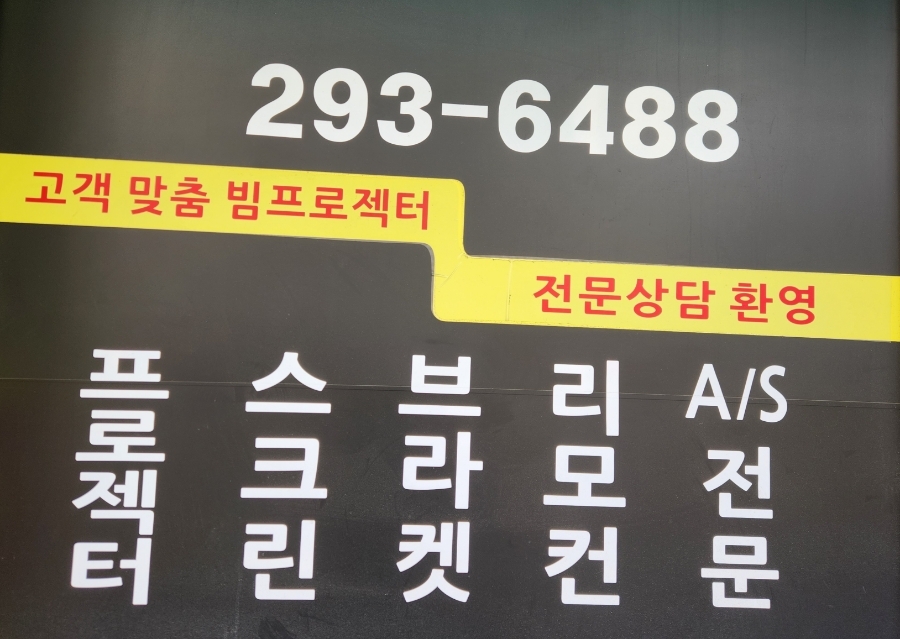 293-6488
고객 맞춤 빔프로젝터
전문상담 환영
프로젝터
스크린
브라켓
리모컨
A/S전문